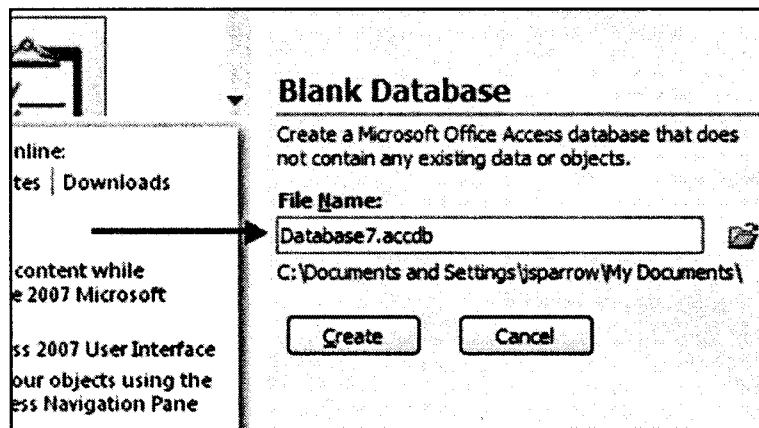 Blank Database
Create a Microsoft Office Access database that does
not contain any existing data or objects.
File Name:
Database7.accdb
C:\Documents and Settings\jsparrow\My Documents\
Create Cancel
nline:
tes | Downloads
content while
e 2007 Microsoft
ss 2007 User Interface
our objects using the
ess Navigation Pane